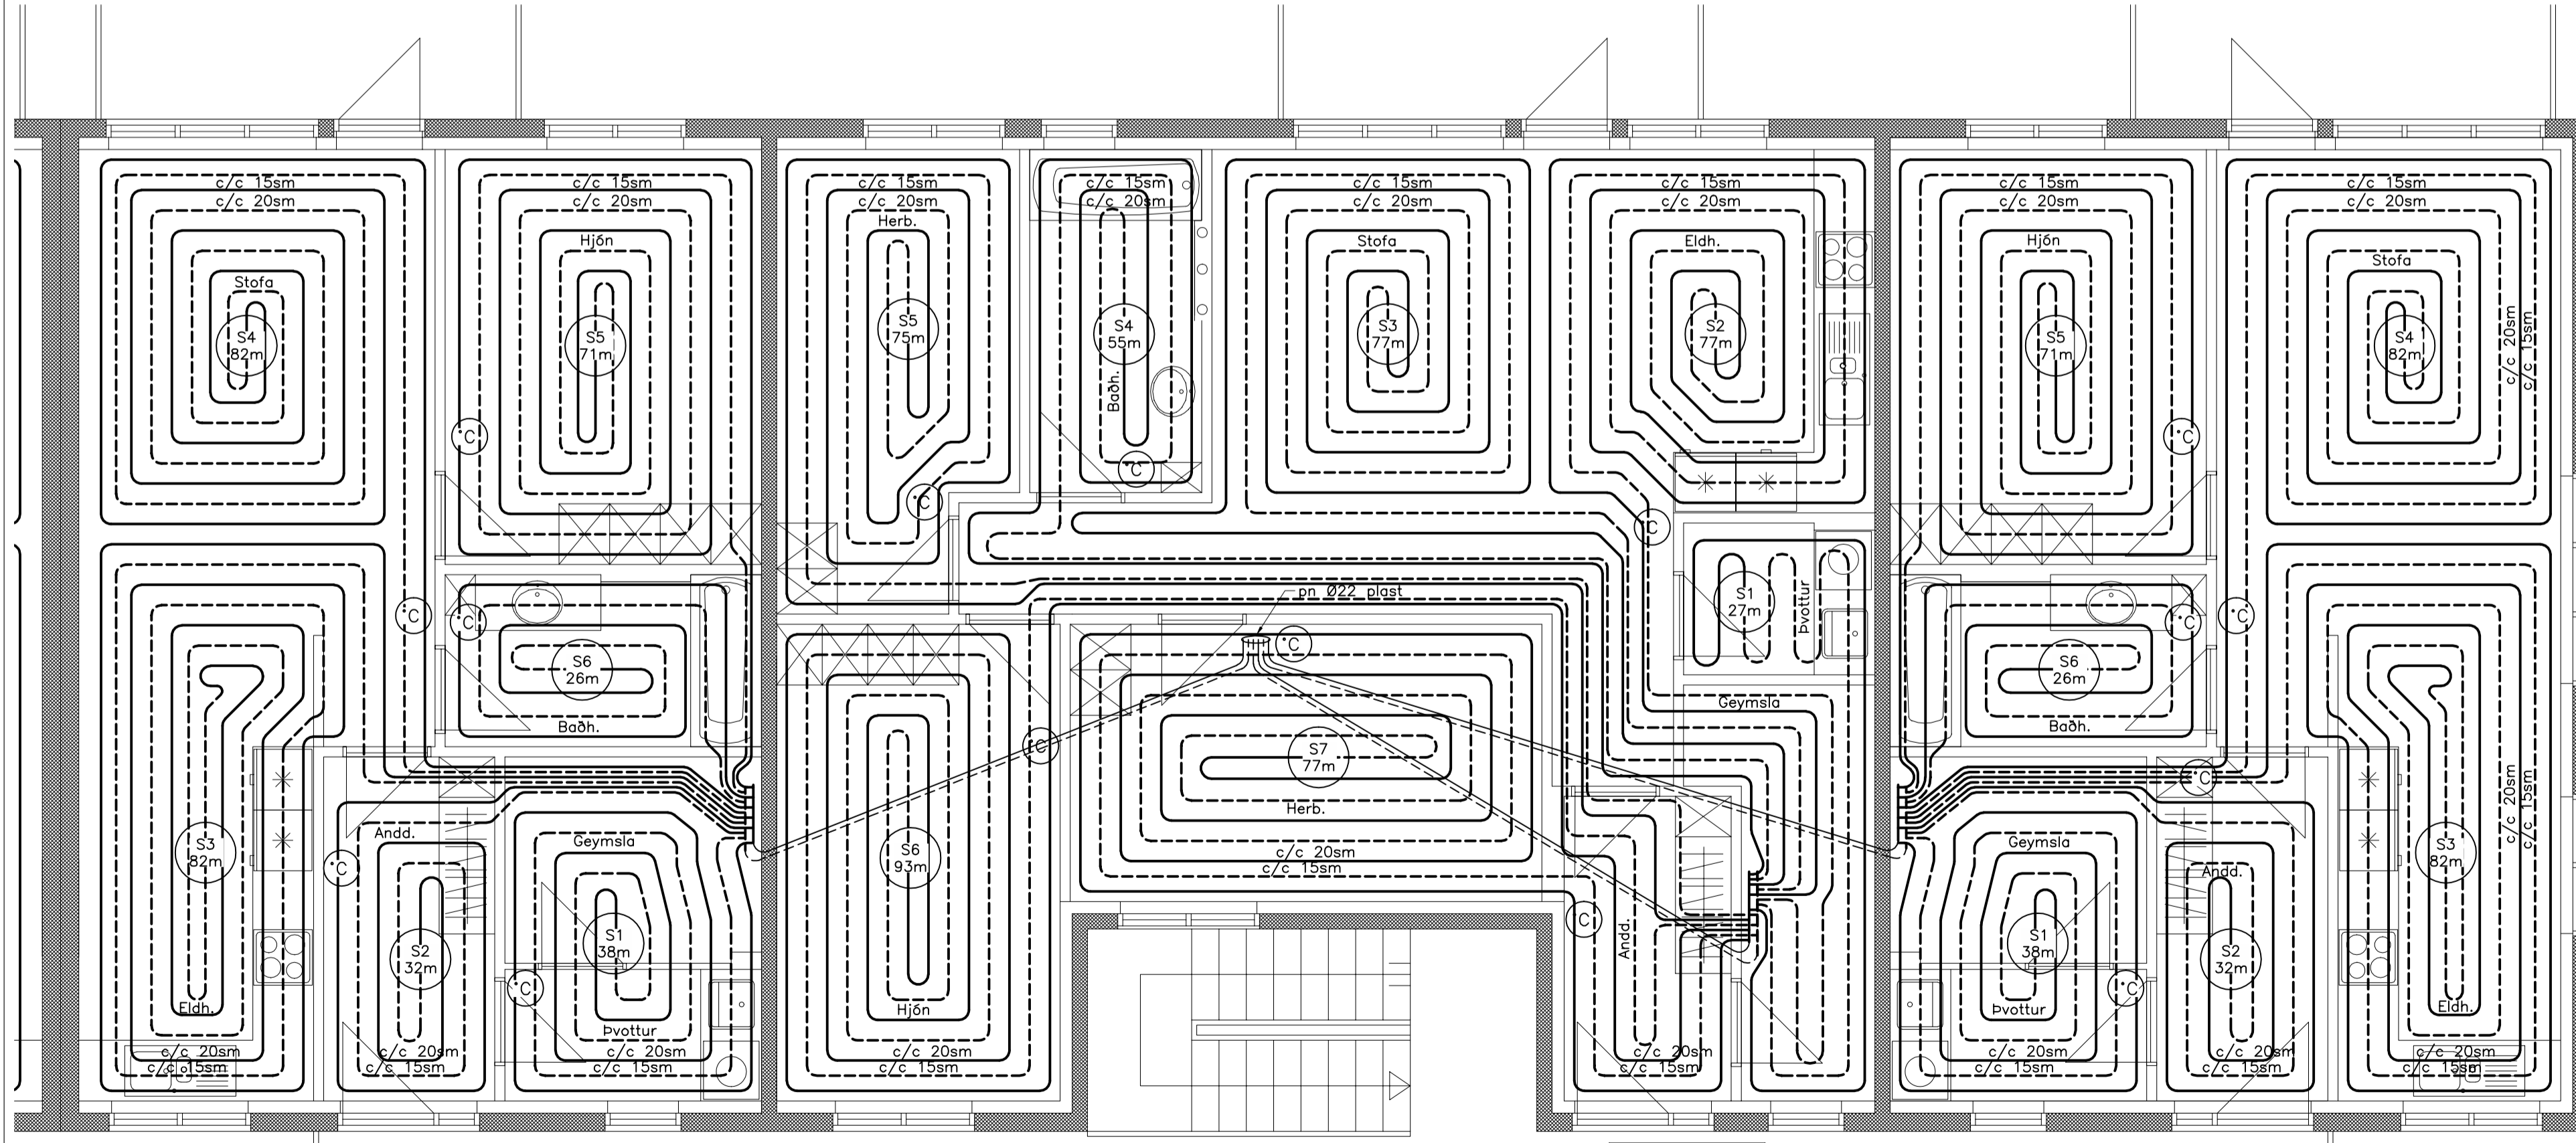 c/c 15sm
c/c 20sm
Stofa
S4
82m
c/c 15sm
c/c 20sm
Hjón
S5
71m
°C
c/c 15sm
c/c 20sm
Herb.
S5
75m
°C
c/c 15sm
c/c 20sm
S4
55m
Baðh.
°C
c/c 15sm
c/c 20sm
Stofa
S3
77m
c/c 15sm
c/c 20sm
Eldh.
S2
77m
°C
c/c 15sm
c/c 20sm
Hjón
S5
71m
°C
c/c 15sm
c/c 20sm
Stofa
S4
82m
c/c 20sm
c/c 15sm
°C
°C
S6
26m
Baðh.
pn Ø22 plast
°C
S1
27m
Þvottur
Geymsla
°C
°C
S6
26m
Baðh.
S3
82m
Eldh.
c/c 20sm
c/c 15sm
Andd.
°C
S2
32m
c/c 20sm
c/c 15sm
Geymsla
S1
38m
°C
Þvottur
c/c 20sm
c/c 15sm
°C
S6
93m
Hjón
c/c 20sm
c/c 15sm
S7
77m
Herb.
c/c 20sm
c/c 15sm
°C
Andd.
c/c 20sm
c/c 15sm
°C
Geymsla
S1
38m
°C
Þvottur
c/c 20sm
c/c 15sm
Andd.
S2
32m
c/c 20sm
c/c 15sm
c/c 20sm
c/c 15sm
S3
82m
Eldh.
c/c 20sm
c/c 15sm